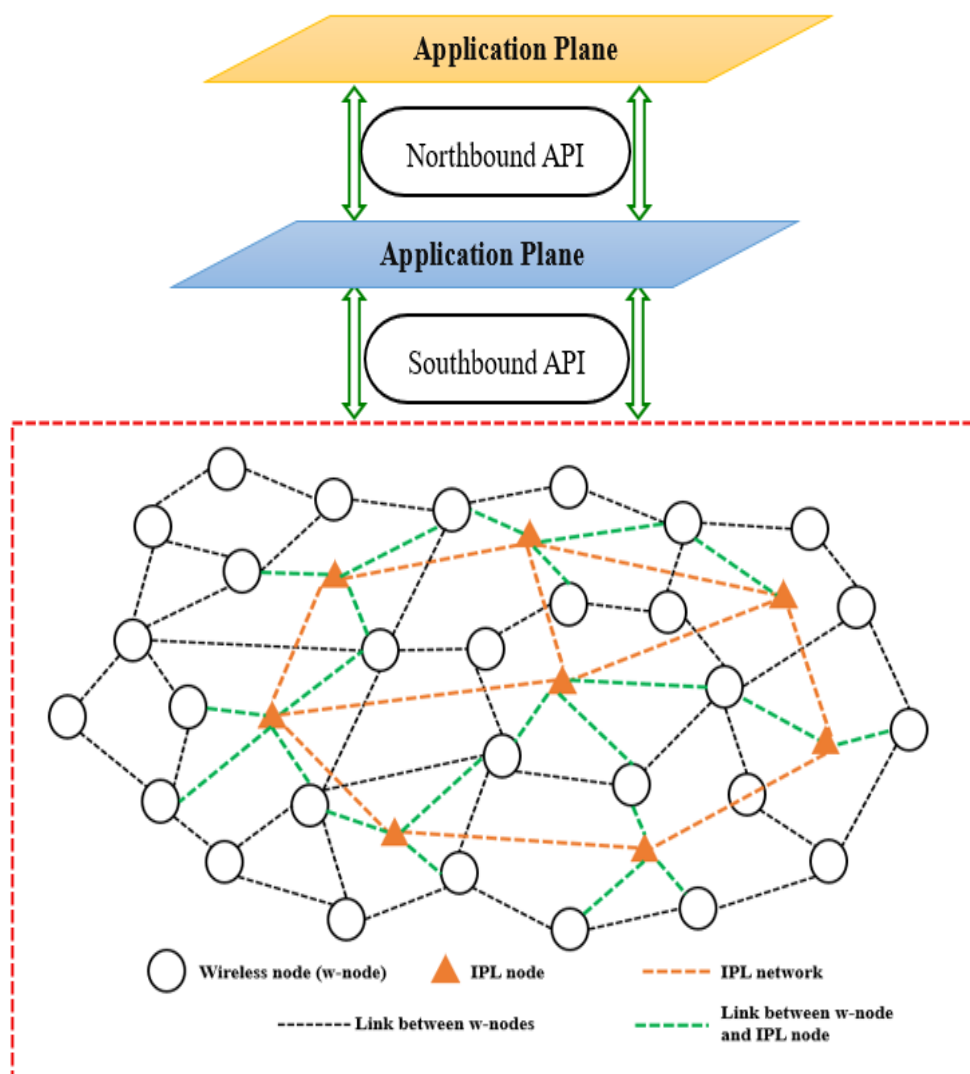 Application Plane
Northbound API
Application Plane
Southbound API
Wireless node (w-node)
IPL node
IPL network
Link between w-nodes
Link between w-node
and IPL node